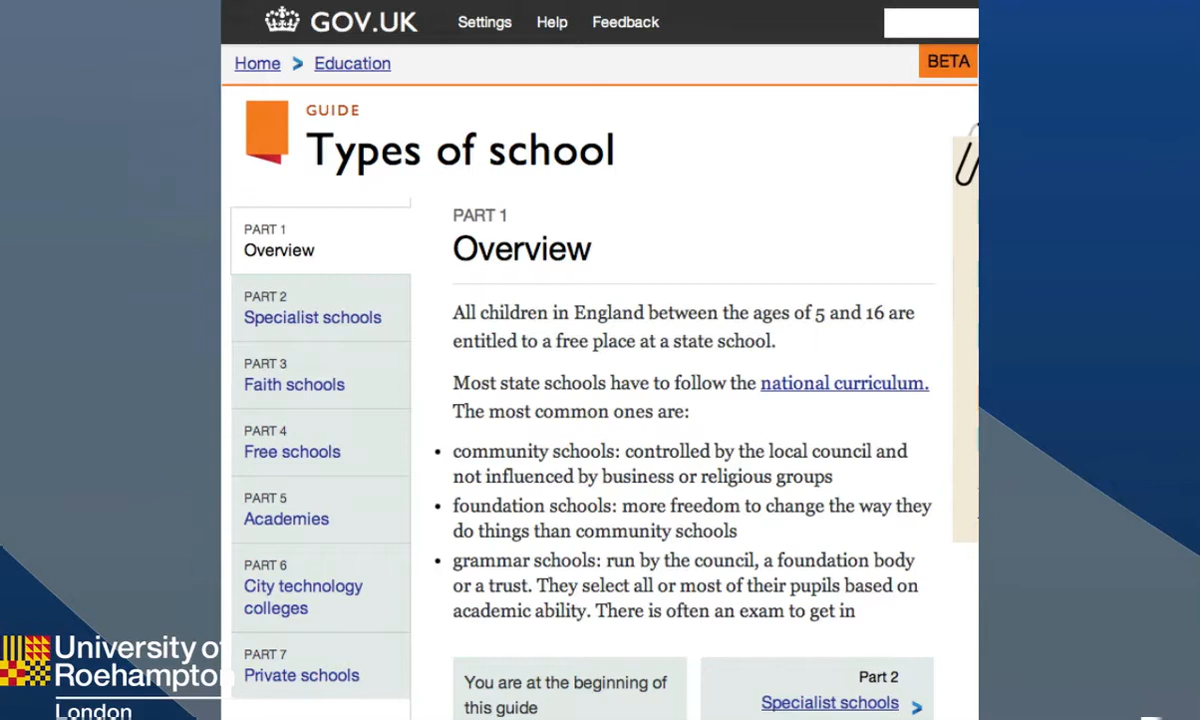 GOV.UK Settings Help Feedback
Home > Education
BETA
GUIDE
Types of school
PART 1
Overview
PART 2
Specialist schools
PART 3
Faith schools
PART 4
Free schools
PART 5
Academies
PART 6
City technology
colleges
PART 7
Private schools
PART 1
Overview
All children in England between the ages of 5 and 16 are
entitled to a free place at a state school.
Most state schools have to follow the national curriculum.
The most common ones are:
• community schools: controlled by the local council and
not influenced by business or religious groups
• foundation schools: more freedom to change the way they
do things than community schools
• grammar schools: run by the council, a foundation body
or a trust. They select all or most of their pupils based on
academic ability. There is often an exam to get in
You are at the beginning of
this guide
Part 2
Specialist schools >
University of
Roehampton
London